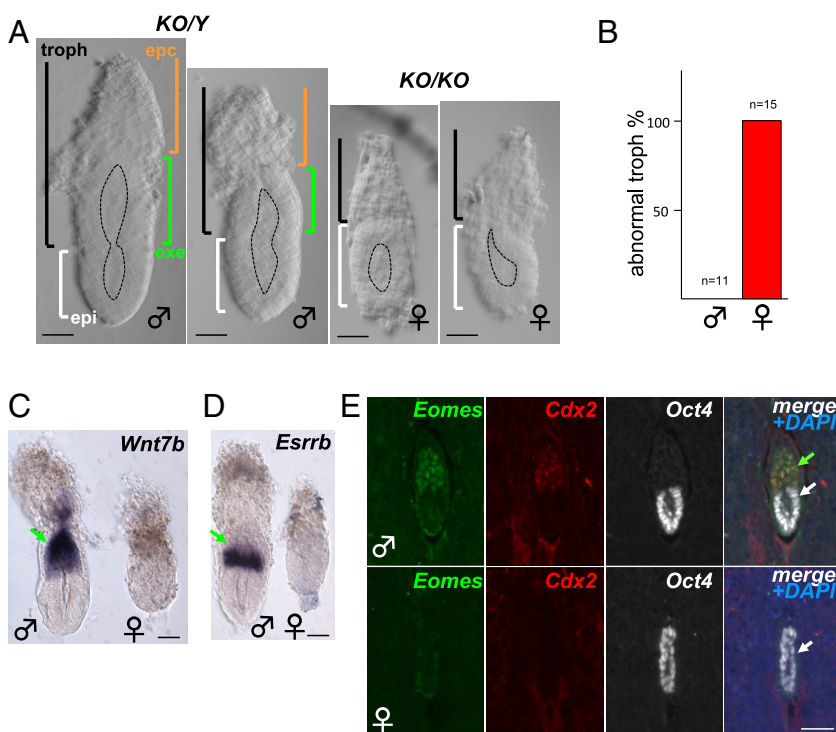 A
KO/Y
troph
epc
exe
epi
♂
♂
KO/KO
♀
♀
B
abnormal troph %
100
50
n=15
n=11
♂
♀
C
Wnt7b
♂
♀
D
Esrrb
♂
♀
E
Eomes
Cdx2
Oct4
merge
+DAPI
♂
Eomes
Cdx2
Oct4
merge
+DAPI
♀